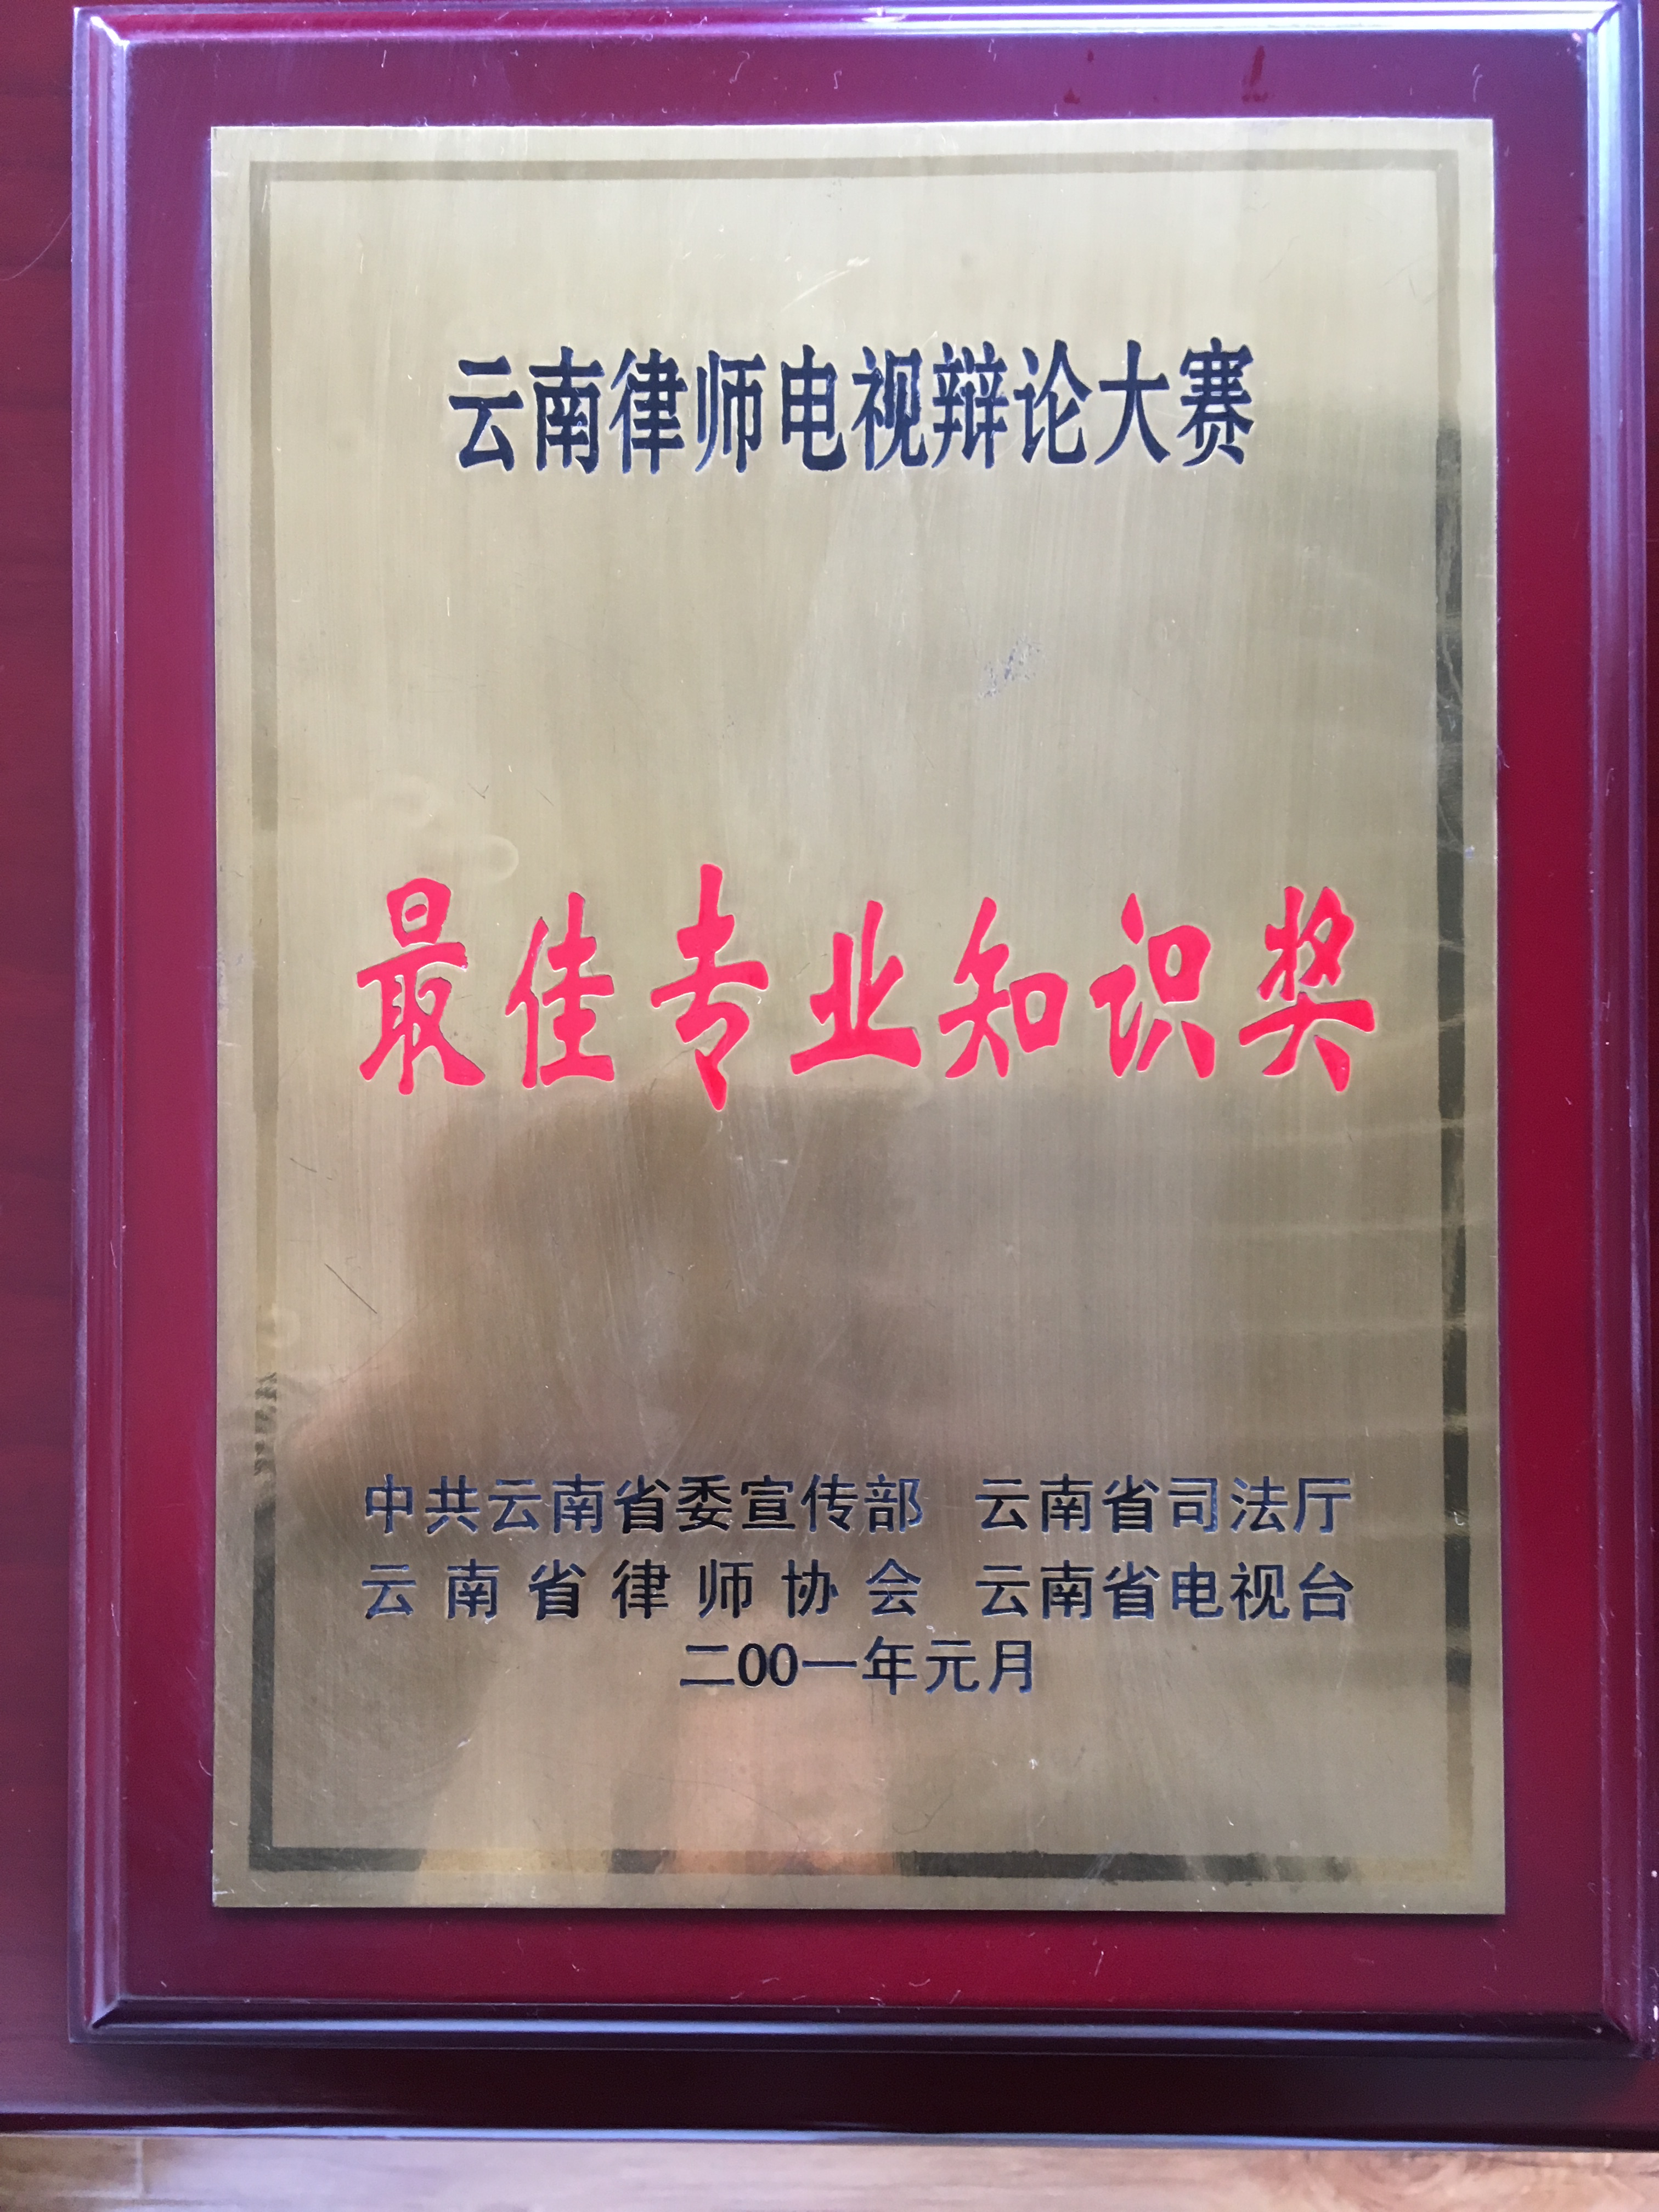 云南律师电视辩论大赛
最佳专业知识奖
中共云南省委宣传部 云南省司法厅
云南省律师协会 云南省电视台
二00一年元月